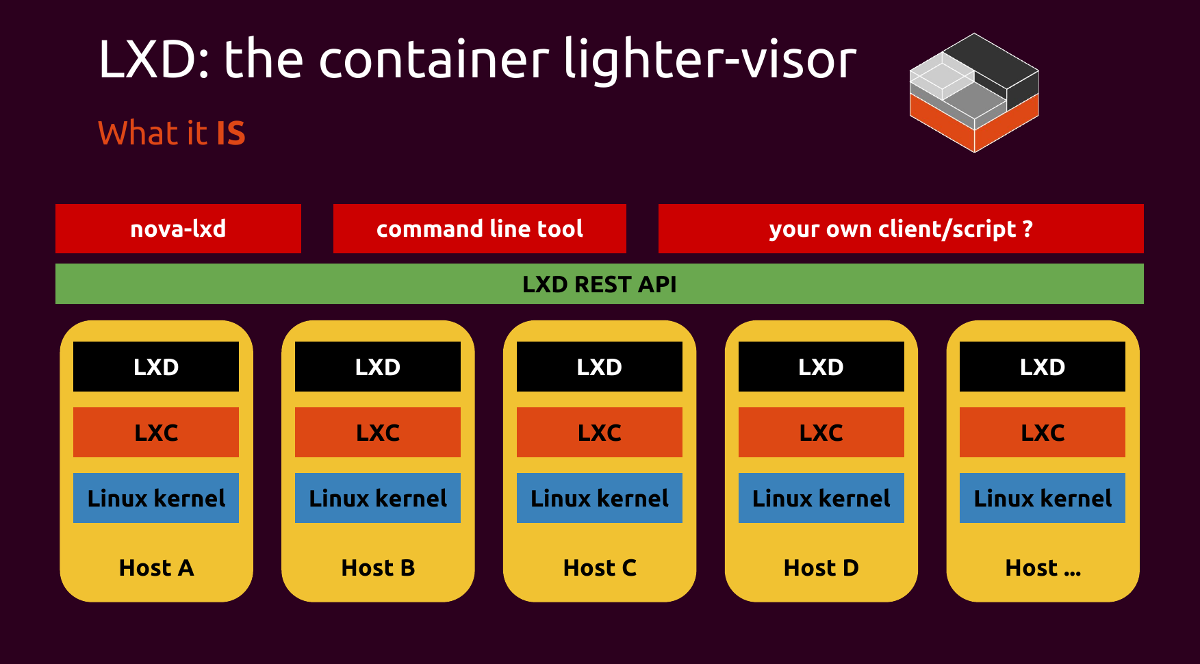 LXD: the container lighter-visor
What it IS
nova-lxd
command line tool
your own client/script ?
LXD REST API
LXD
LXC
Linux kernel
Host A
LXD
LXC
Linux kernel
Host B
LXD
LXC
Linux kernel
Host C
LXD
LXC
Linux kernel
Host D
LXD
LXC
Linux kernel
Host ...